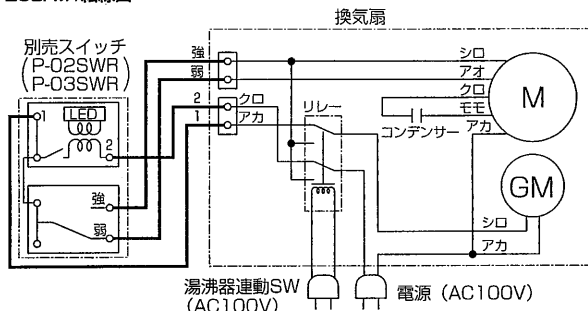 換気扇
別売スイッチ
(P-02SWR
P-03SWR)
1
LED
2
強
弱
強
弱
2
1
クロ
アカ
リレー
シロ
アオ
クロ
モモ
コンデンサー
アカ
M
GM
シロ
アカ
湯沸器連動SW
(AC100V)
電源（AC100V）